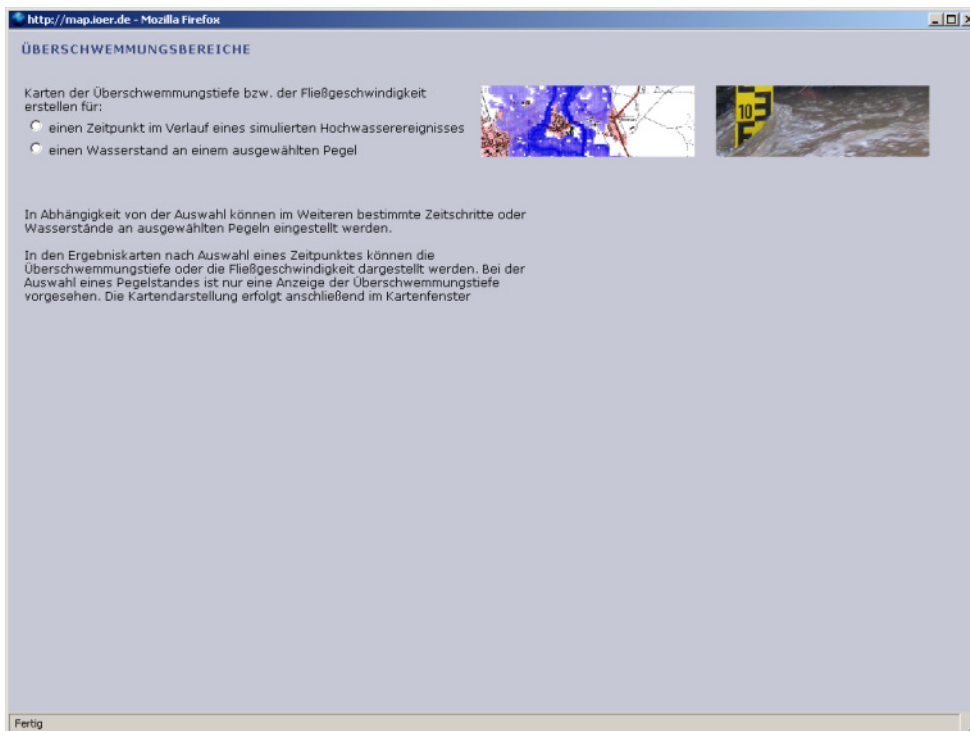 http://map.ioer.de - Mozilla Firefox
ÜBERSCHWEMMUNGSBEREICHE
Karten der Überschwemmungstiefe bzw. der Fließgeschwindigkeit
erstellen für:
einen Zeitpunkt im Verlauf eines simulierten Hochwasserereignisses
einen Wasserstand an einem ausgewählten Pegel
10
In Abhängigkeit von der Auswahl können im Weiteren bestimmte Zeitschritte oder
Wasserstände an ausgewählten Pegeln eingestellt werden.
In den Ergebniskarten nach Auswahl eines Zeitpunktes können die
Überschwemmungstiefe oder die Fließgeschwindigkeit dargestellt werden. Bei der
Auswahl eines Pegelstandes ist nur eine Anzeige der Überschwemmungstiefe
vorgesehen. Die Kartendarstellung erfolgt anschließend im Kartenfenster
Fertig